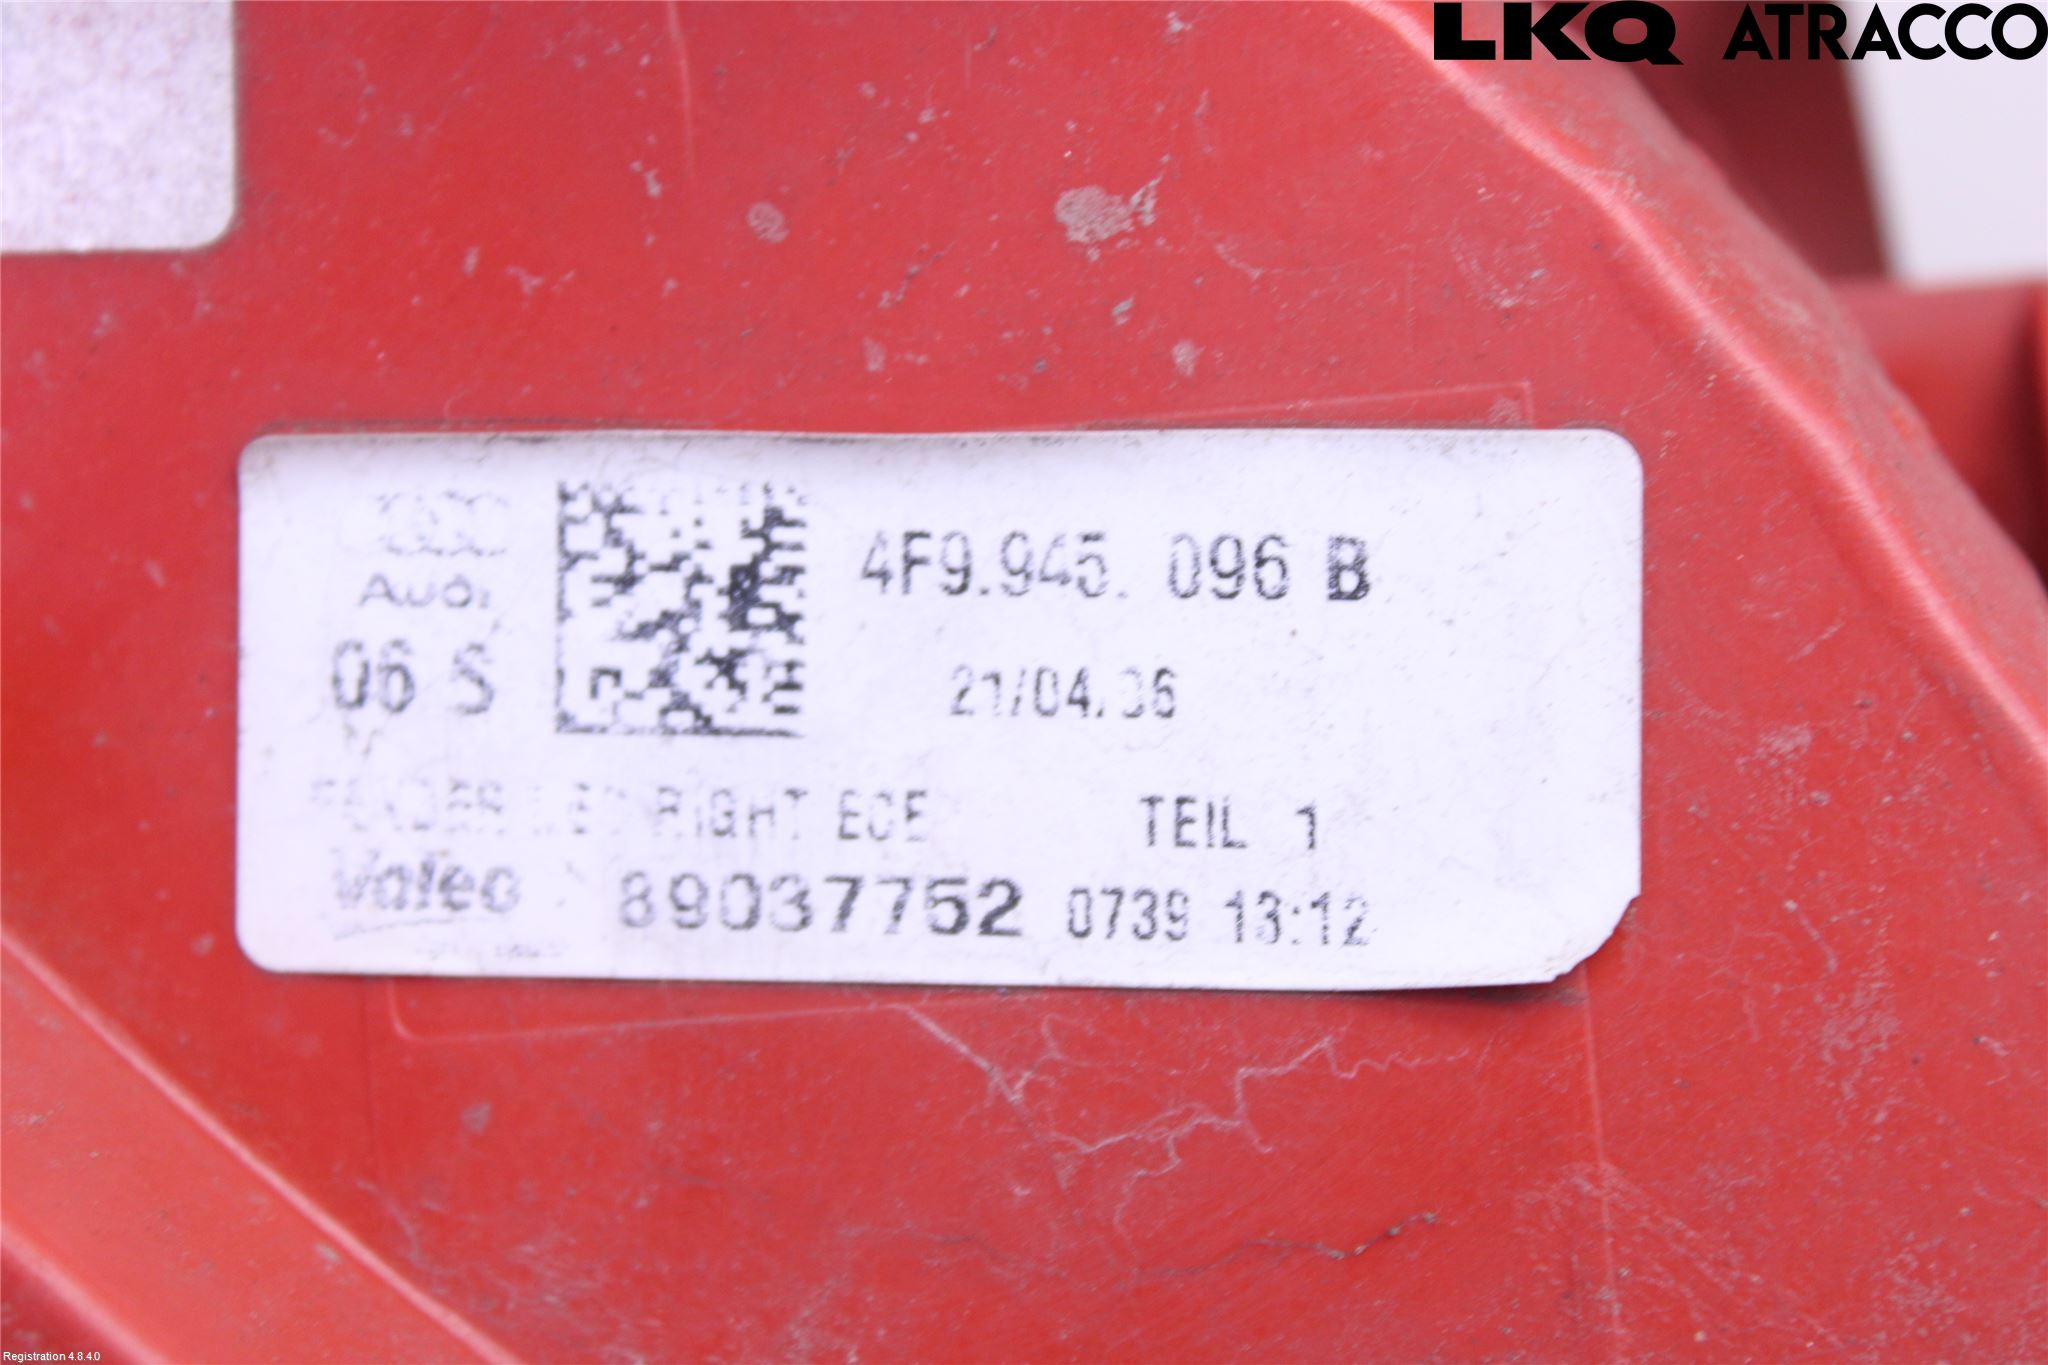 LKQ ATRACCO
4F9.945. 096 B
Audi
06 S
21/04.06
RIGHT ECE TEIL 1
Valeo 89037752 0739 13:12
Registration 4.8.4.0